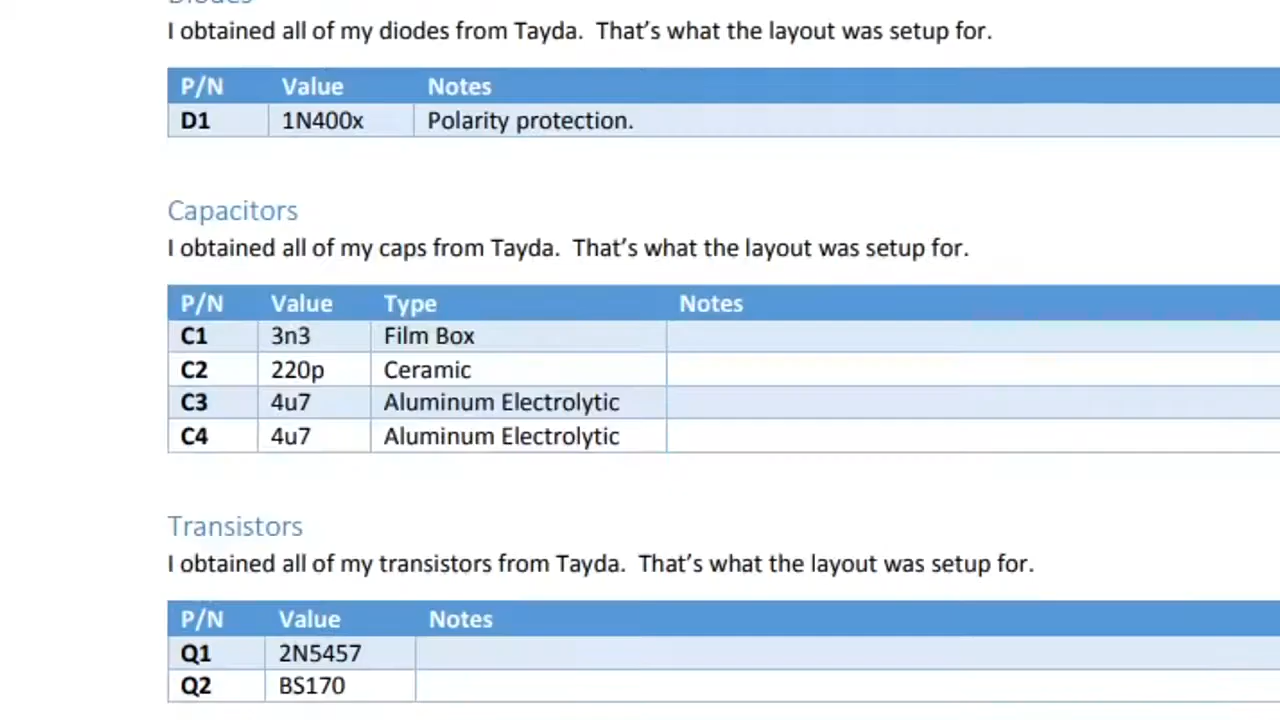 Diodes
I obtained all of my diodes from Tayda.  That's what the layout was setup for.
P/N Value Notes
D1 1N400x Polarity protection.
Capacitors
I obtained all of my caps from Tayda.  That's what the layout was setup for.
P/N Value Type Notes
C1 3n3 Film Box
C2 220p Ceramic
C3 4u7 Aluminum Electrolytic
C4 4u7 Aluminum Electrolytic
Transistors
I obtained all of my transistors from Tayda.  That's what the layout was setup for.
P/N Value Notes
Q1 2N5457
Q2 BS170